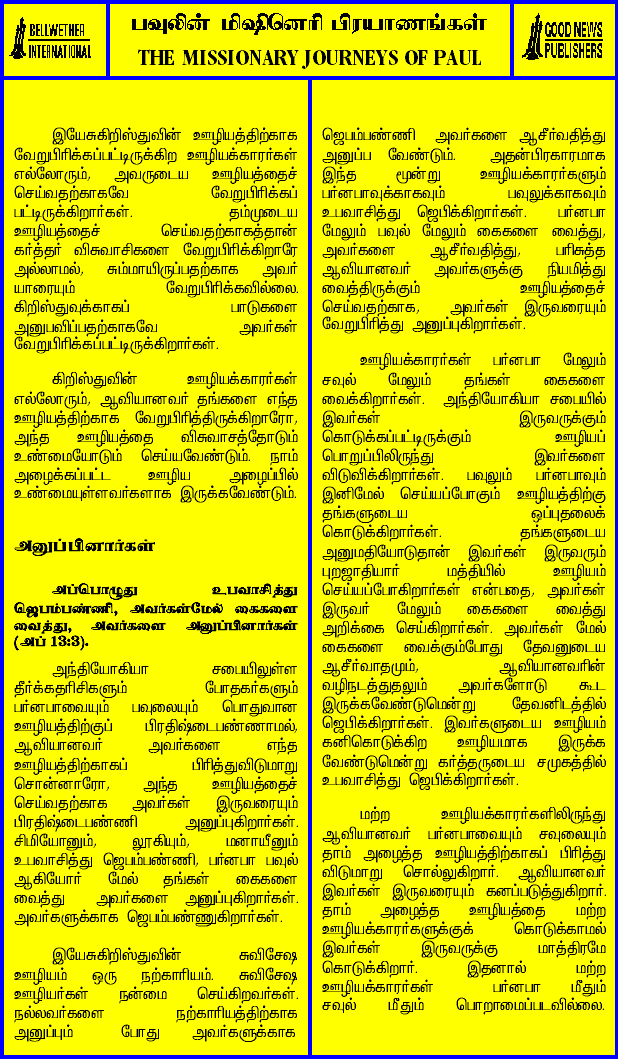 BELLWETHER
INTERNATIONAL
பவுலின் மிஷினெரி பிரயாணங்கள்
THE MISSIONARY JOURNEYS OF PAUL
GOOD NEWS
PUBLISHERS
இயேசுகிறிஸ்துவின் ஊழியத்திற்காக
வேறுபிரிக்கப்பட்டிருக்கிற ஊழியக்காரர்கள்
எல்லோரும், அவருடைய ஊழியத்தைச்
செய்வதற்காகவே வேறுபிரிக்கப்
பட்டிருக்கிறார்கள். தம்முடைய
ஊழியத்தைச் செய்வதற்காகத்தான்
கர்த்தர் விசுவாசிகளை வேறுபிரிக்கிறாரே
அல்லாமல், சும்மாயிருப்பதற்காக அவர்
யாரையும் வேறுபிரிக்கவில்லை.
கிறிஸ்துவுக்காகப் பாடுகளை
அனுபவிப்பதற்காகவே அவர்கள்
வேறுபிரிக்கப்பட்டிருக்கிறார்கள்.
கிறிஸ்துவின் ஊழியக்காரர்கள்
எல்லோரும், ஆவியானவர் தங்களை எந்த
ஊழியத்திற்காக வேறுபிரித்திருக்கிறாரோ,
அந்த ஊழியத்தை விசுவாசத்தோடும்
உண்மையோடும் செய்யவேண்டும். நாம்
அழைக்கப்பட்ட ஊழிய அழைப்பில்
உண்மையுள்ளவர்களாக இருக்கவேண்டும்.
அனுப்பினார்கள்
அப்பொழுது உபவாசித்து
ஜெபம்பண்ணி, அவர்கள்மேல் கைகளை
வைத்து, அவர்களை அனுப்பினார்கள்
(அப் 13:3).
அந்தியோகியா சபையிலுள்ள
தீர்க்கதரிசிகளும் போதகர்களும்
பர்னபாவையும் பவுலையும் பொதுவான
ஊழியத்திற்குப் பிரதிஷ்டைபண்ணாமல்,
ஆவியானவர் அவர்களை எந்த
ஊழியத்திற்காகப் பிரித்துவிடுமாறு
சொன்னாரோ, அந்த ஊழியத்தைச்
செய்வதற்காக அவர்கள் இருவரையும்
பிரதிஷ்டைபண்ணி அனுப்புகிறார்கள்.
சிமியோனும், லூகியும், மனாயீனும்
உபவாசித்து ஜெபம்பண்ணி, பர்னபா பவுல்
ஆகியோர் மேல் தங்கள் கைகளை
வைத்து அவர்களை அனுப்புகிறார்கள்.
அவர்களுக்காக ஜெபம்பண்ணுகிறார்கள்.
இயேசுகிறிஸ்துவின் சுவிசேஷ
ஊழியம் ஒரு நற்காரியம். சுவிசேஷ
ஊழியர்கள் நன்மை செய்கிறவர்கள்.
நல்லவர்களை நற்காரியத்திற்காக
அனுப்பும் போது அவர்களுக்காக
ஜெபம்பண்ணி அவர்களை ஆசீர்வதித்து
அனுப்ப வேண்டும். அதன்பிரகாரமாக
இந்த மூன்று ஊழியக்காரர்களும்
பர்னபாவுக்காகவும் பவுலுக்காகவும்
உபவாசித்து ஜெபிக்கிறார்கள். பர்னபா
மேலும் பவுல் மேலும் கைகளை வைத்து,
அவர்களை ஆசீர்வதித்து, பரிசுத்த
ஆவியானவர் அவர்களுக்கு நியமித்து
வைத்திருக்கும் ஊழியத்தைச்
செய்வதற்காக, அவர்கள் இருவரையும்
வேறுபிரித்து அனுப்புகிறார்கள்.
ஊழியக்காரர்கள் பர்னபா மேலும்
சவுல் மேலும் தங்கள் கைகளை
வைக்கிறார்கள். அந்தியோகியா சபையில்
இவர்கள் இருவருக்கும்
கொடுக்கப்பட்டிருக்கும் ஊழியப்
பொறுப்பிலிருந்து இவர்களை
விடுவிக்கிறார்கள். பவுலும் பர்னபாவும்
இனிமேல் செய்யப்போகும் ஊழியத்திற்கு
தங்களுடைய ஒப்புதலைக்
கொடுக்கிறார்கள். தங்களுடைய
அனுமதியோடுதான் இவர்கள் இருவரும்
புறஜாதியார் மத்தியில் ஊழியம்
செய்யப்போகிறார்கள் என்பதை, அவர்கள்
இருவர் மேலும் கைகளை வைத்து
அறிக்கை செய்கிறார்கள். அவர்கள் மேல்
கைகளை வைக்கும்போது தேவனுடைய
ஆசீர்வாதமும், ஆவியானவரின்
வழிநடத்துதலும் அவர்களோடு கூட
இருக்கவேண்டுமென்று தேவனிடத்தில்
ஜெபிக்கிறார்கள். இவர்களுடைய ஊழியம்
கனிகொடுக்கிற ஊழியமாக இருக்க
வேண்டுமென்று கர்த்தருடைய சமுகத்தில்
உபவாசித்து ஜெபிக்கிறார்கள்.
மற்ற ஊழியக்காரர்களிலிருந்து
ஆவியானவர் பர்னபாவையும் சவுலையும்
தாம் அழைத்த ஊழியத்திற்காகப் பிரித்து
விடுமாறு சொல்லுகிறார். ஆவியானவர்
இவர்கள் இருவரையும் கனப்படுத்துகிறார்.
தாம் அழைத்த ஊழியத்தை மற்ற
ஊழியக்காரர்களுக்குக் கொடுக்காமல்
இவர்கள் இருவருக்கு மாத்திரமே
கொடுக்கிறார். இதனால் மற்ற
ஊழியக்காரர்கள் பர்னபா மீதும்
சவுல் மீதும் பொறாமைப்படவில்லை.